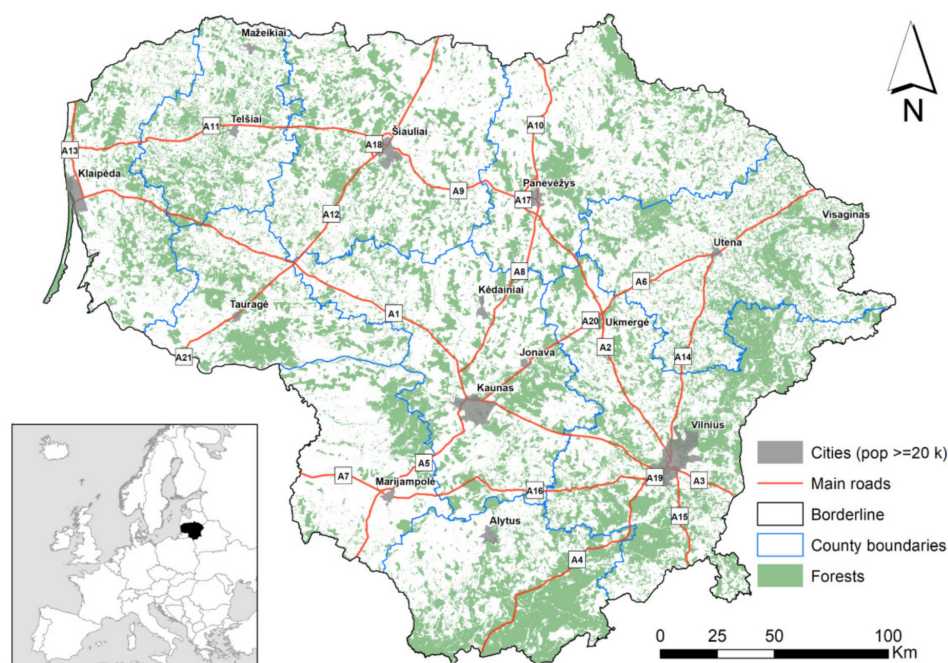 Mažeikiai
N
A11
Telšiai
A10
A13
A18
Šiauliai
Klaipėda
A9
Panevėžys
A17
A12
Visaginas
Utena
A8
A6
Kėdainiai
Tauragė
A1
A20
Ukmergė
A2
Jonava
A21
A14
Kaunas
Vilnius
A5
A7
Marijampolė
A16
A19
A3
A15
Alytus
A4
Cities (pop >=20 k)
Main roads
Borderline
County boundaries
Forests
0 25 50 100
Km